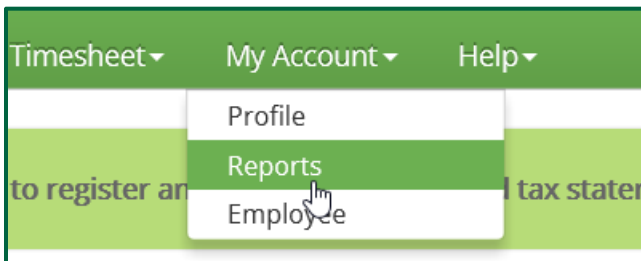 Timesheet My Account Help
Profile
Reports
to register an d tax stater
Employee